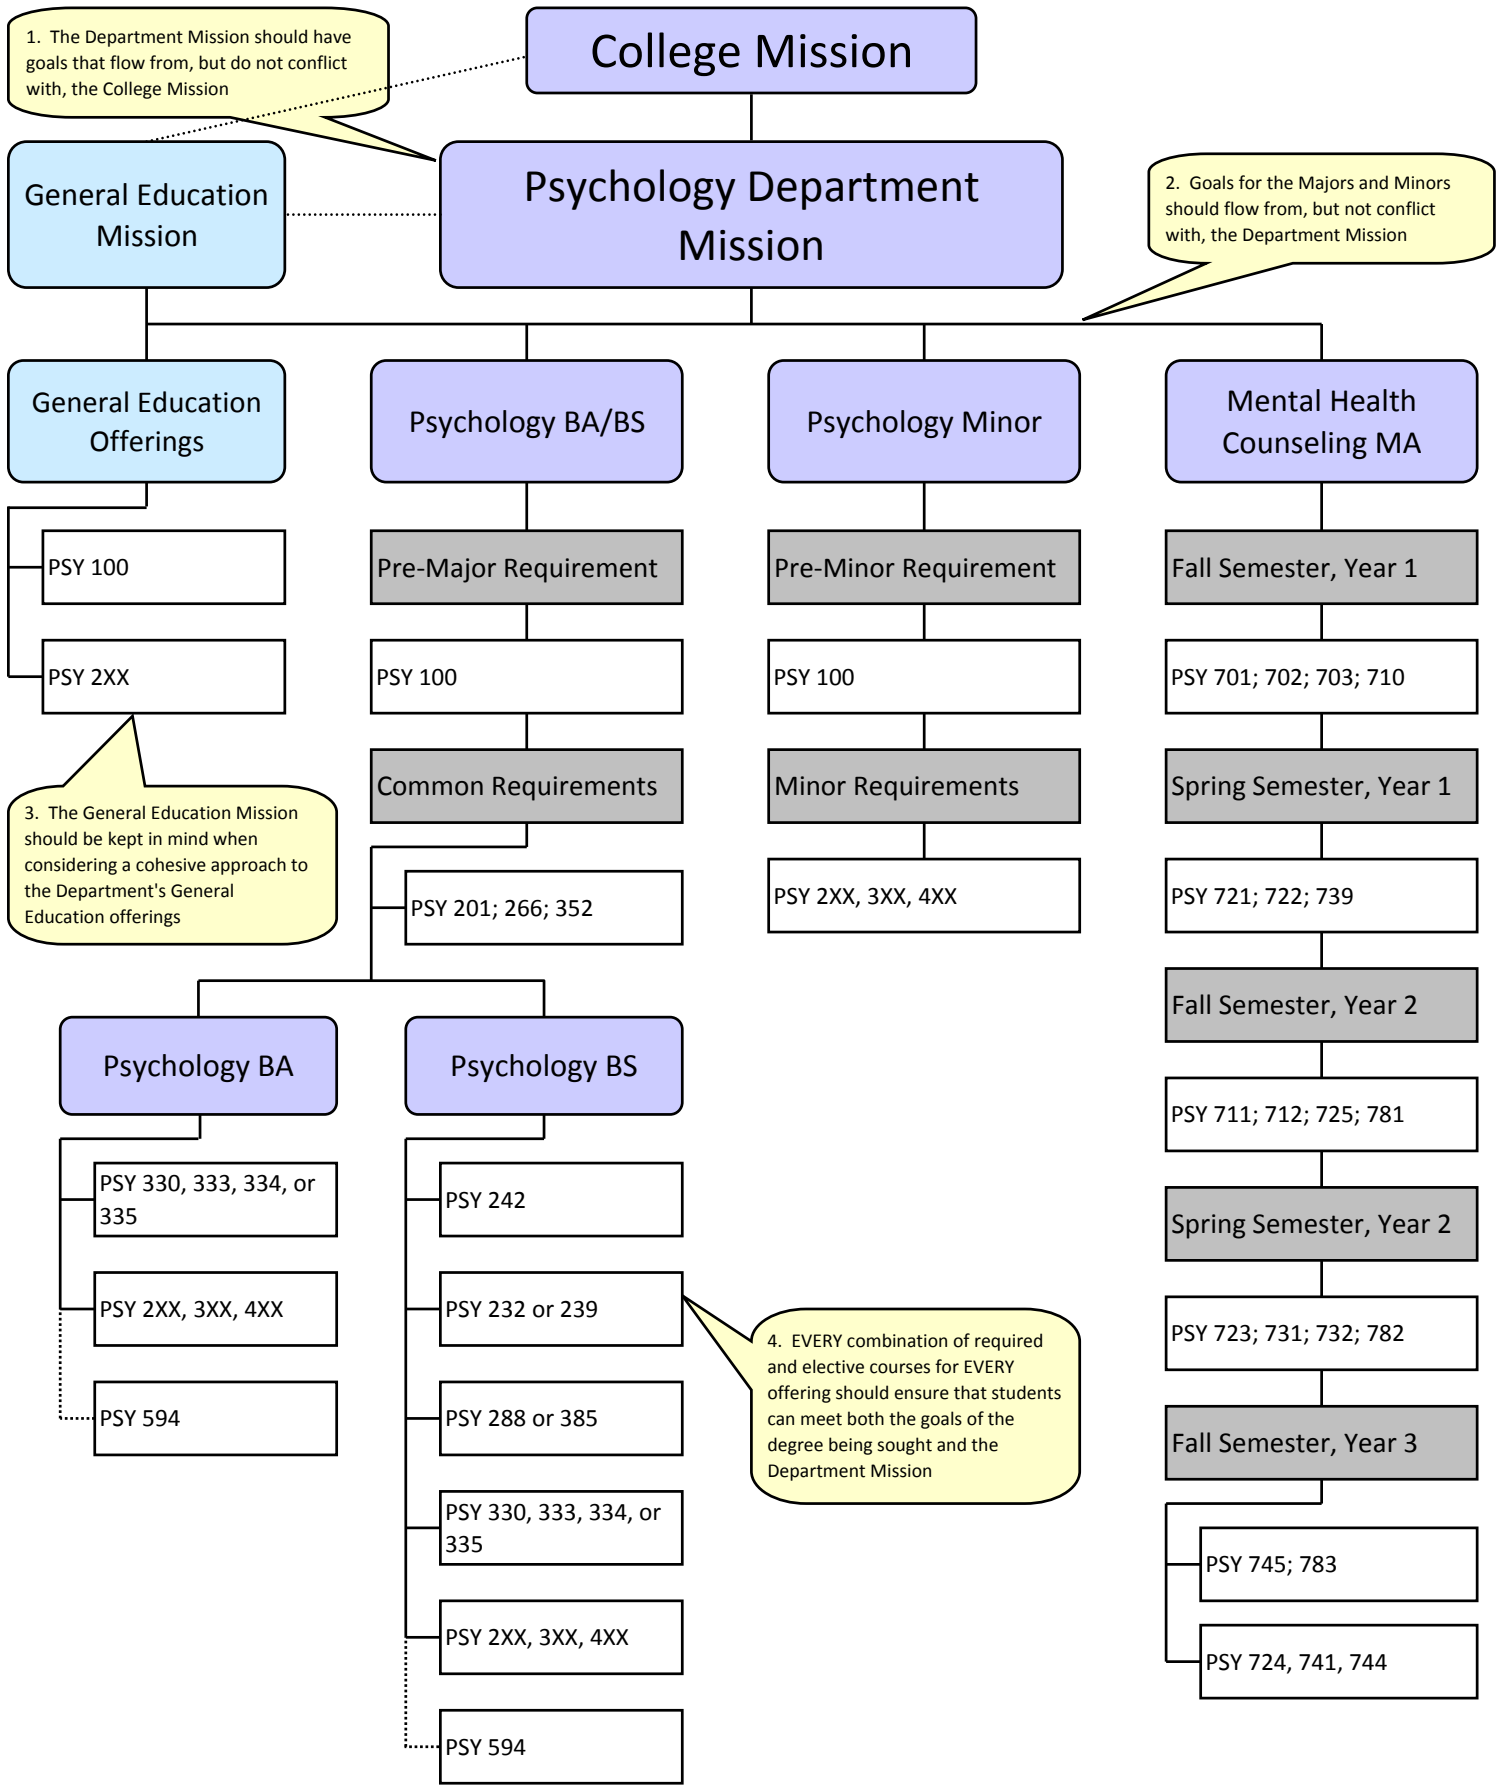 College Mission
1.  The Department Mission should have
goals that flow from, but do not conflict
with, the College Mission
General Education
Mission
Psychology Department
Mission
2.  Goals for the Majors and Minors
should flow from, but not conflict
with, the Department Mission
General Education
Offerings
Psychology BA/BS
Psychology Minor
Mental Health
Counseling MA
PSY 100
Pre-Major Requirement
Pre-Minor Requirement
Fall Semester, Year 1
PSY 2XX
PSY 100
PSY 100
PSY 701; 702; 703; 710
Common Requirements
Minor Requirements
Spring Semester, Year 1
3.  The General Education Mission
should be kept in mind when
considering a cohesive approach to
the Department's General
Education offerings
PSY 201; 266; 352
PSY 2XX, 3XX, 4XX
PSY 721; 722; 739
Fall Semester, Year 2
Psychology BA
Psychology BS
PSY 711; 712; 725; 781
PSY 330, 333, 334, or
335
PSY 242
Spring Semester, Year 2
PSY 2XX, 3XX, 4XX
PSY 232 or 239
4.  EVERY combination of required
and elective courses for EVERY
offering should ensure that students
can meet both the goals of the
degree being sought and the
Department Mission
PSY 723; 731; 732; 782
PSY 594
PSY 288 or 385
Fall Semester, Year 3
PSY 330, 333, 334, or
335
PSY 745; 783
PSY 2XX, 3XX, 4XX
PSY 724, 741, 744
PSY 594